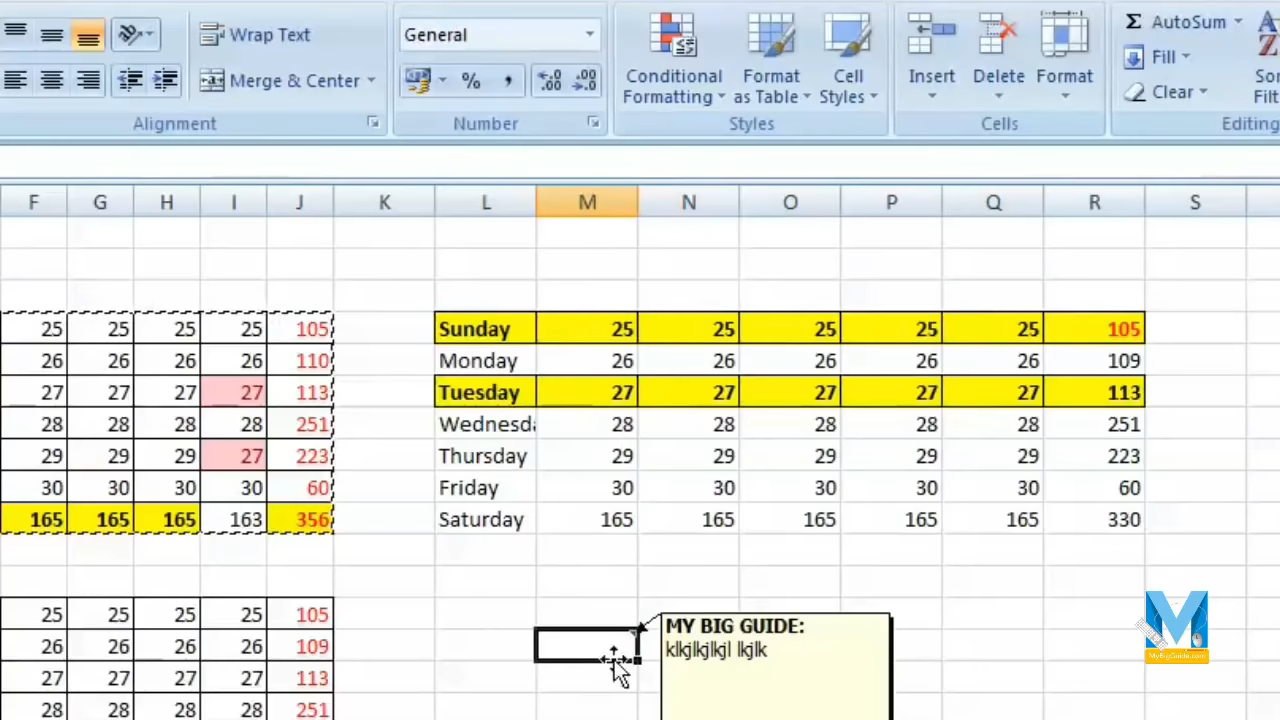 Wrap Text General Σ AutoSum
Merge & Center % , Conditional Formatting Format as Table Cell Styles Insert Delete Format Fill
Clear
Alignment Number Styles Cells Editing
F G H I J K L M N O P Q R S
25 25 25 25 105 Sunday 25 25 25 25 25 105
26 26 26 26 110 Monday 26 26 26 26 26 109
27 27 27 27 113 Tuesday 27 27 27 27 27 113
28 28 28 28 251 Wednesd 28 28 28 28 28 251
29 29 29 27 223 Thursday 29 29 29 29 29 223
30 30 30 30 60 Friday 30 30 30 30 30 60
165 165 165 163 356 Saturday 165 165 165 165 165 330
25 25 25 25 105
26 26 26 26 109
27 27 27 27 113
28 28 28 28 251
MY BIG GUIDE:
klkjlkjlkjl lkjlk
MyBigGuide.com